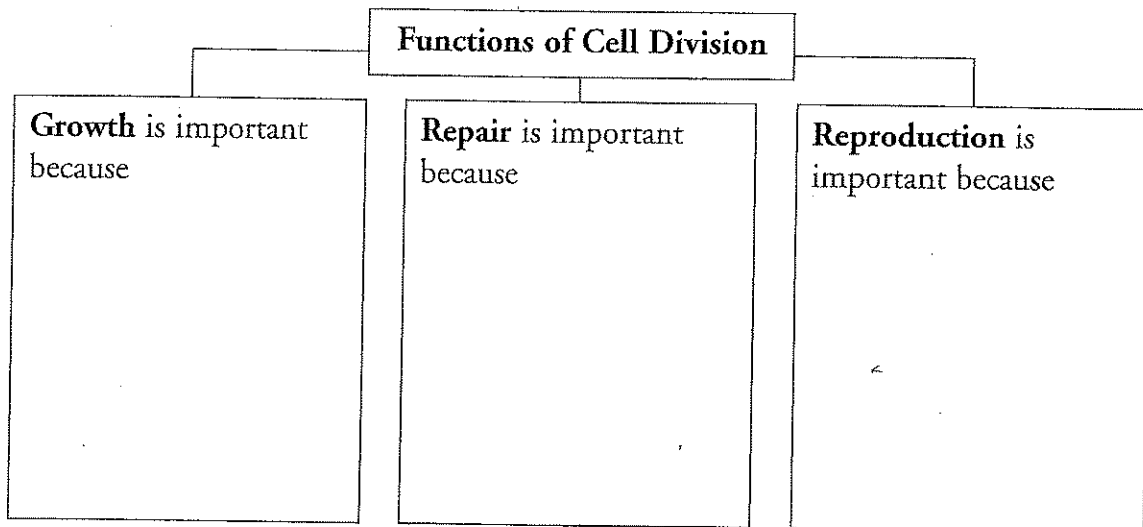 Functions of Cell Division
Growth is important
because
Repair is important
because
Reproduction is
important because